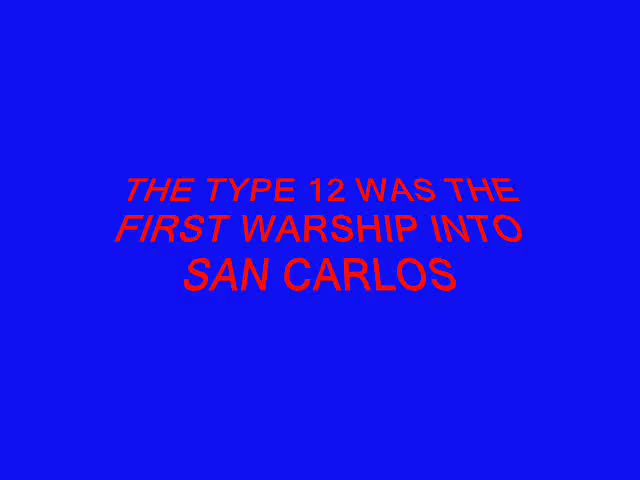 THE TYPE 12 WAS THE
FIRST WARSHIP INTO
SAN CARLOS